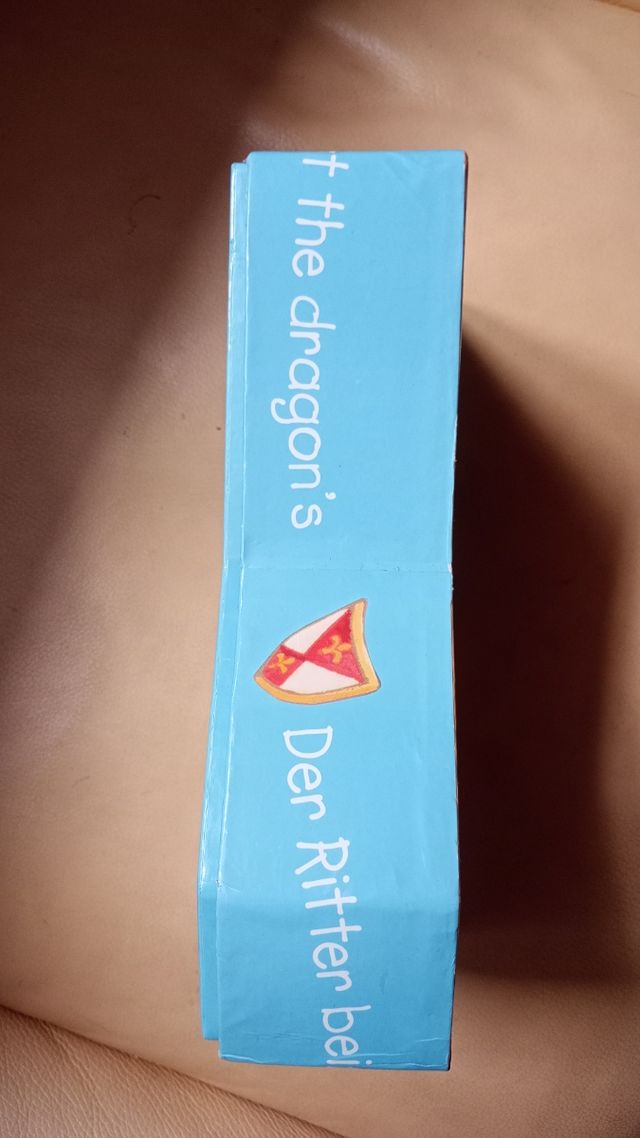 t the dragon's
Der Ritter bei